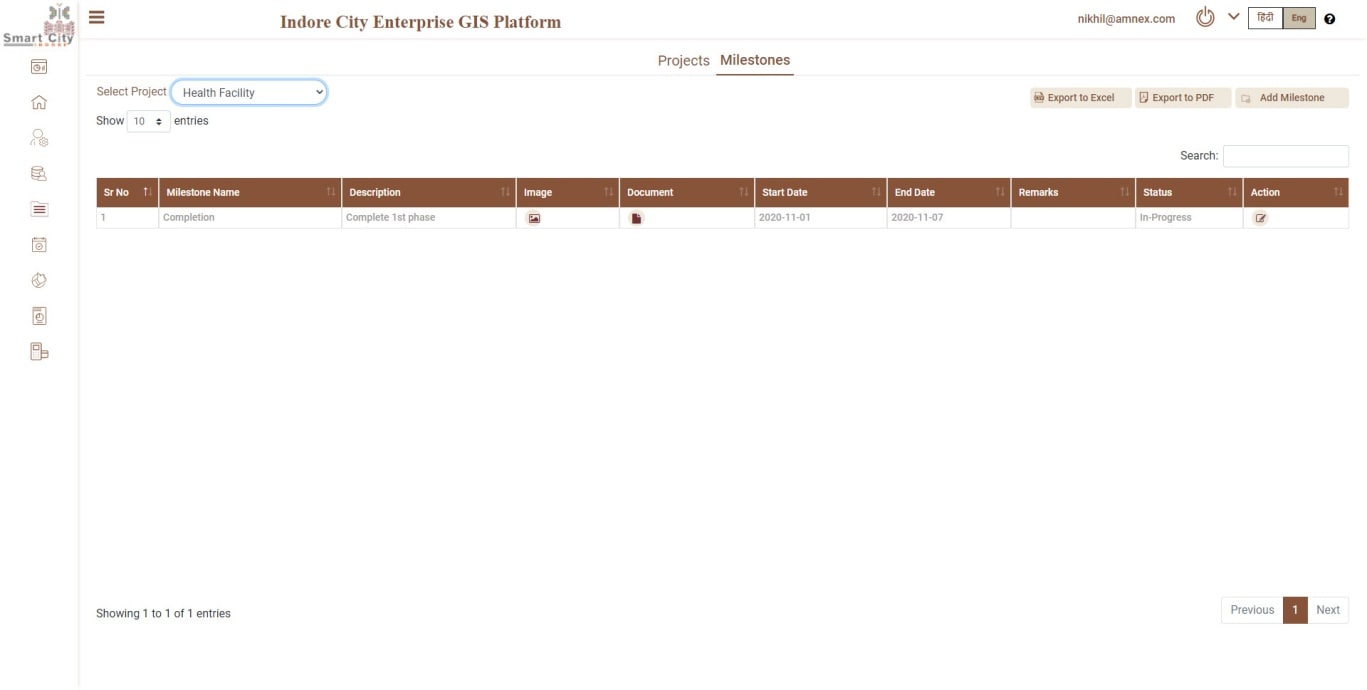 Smart City
INDORE
Indore City Enterprise GIS Platform
nikhil@amnex.com
हिंदी
Eng
Projects Milestones
Select Project Health Facility
Export to Excel Export to PDF Add Milestone
Show 10 entries
Search:
Sr No Milestone Name Description Image Document Start Date End Date Remarks Status Action
1 Completion Complete 1st phase 2020-11-01 2020-11-07 In-Progress
Showing 1 to 1 of 1 entries
Previous 1 Next